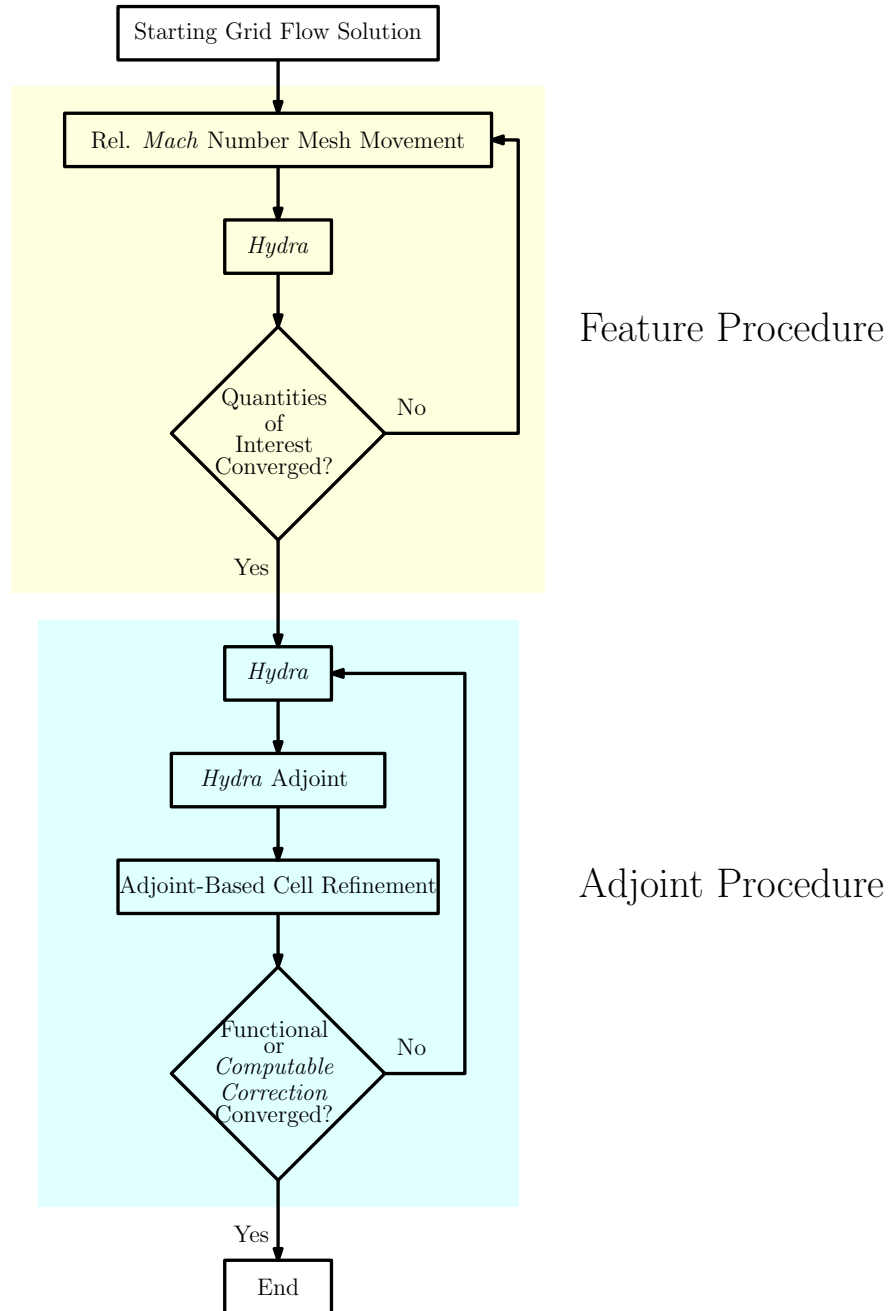 Starting Grid Flow Solution
Rel. Mach Number Mesh Movement
Hydra
Feature Procedure
Quantities
of
Interest
Converged?
No
Yes
Hydra
Hydra Adjoint
Adjoint-Based Cell Refinement
Adjoint Procedure
Functional
or
Computable
Correction
Converged?
No
Yes
End